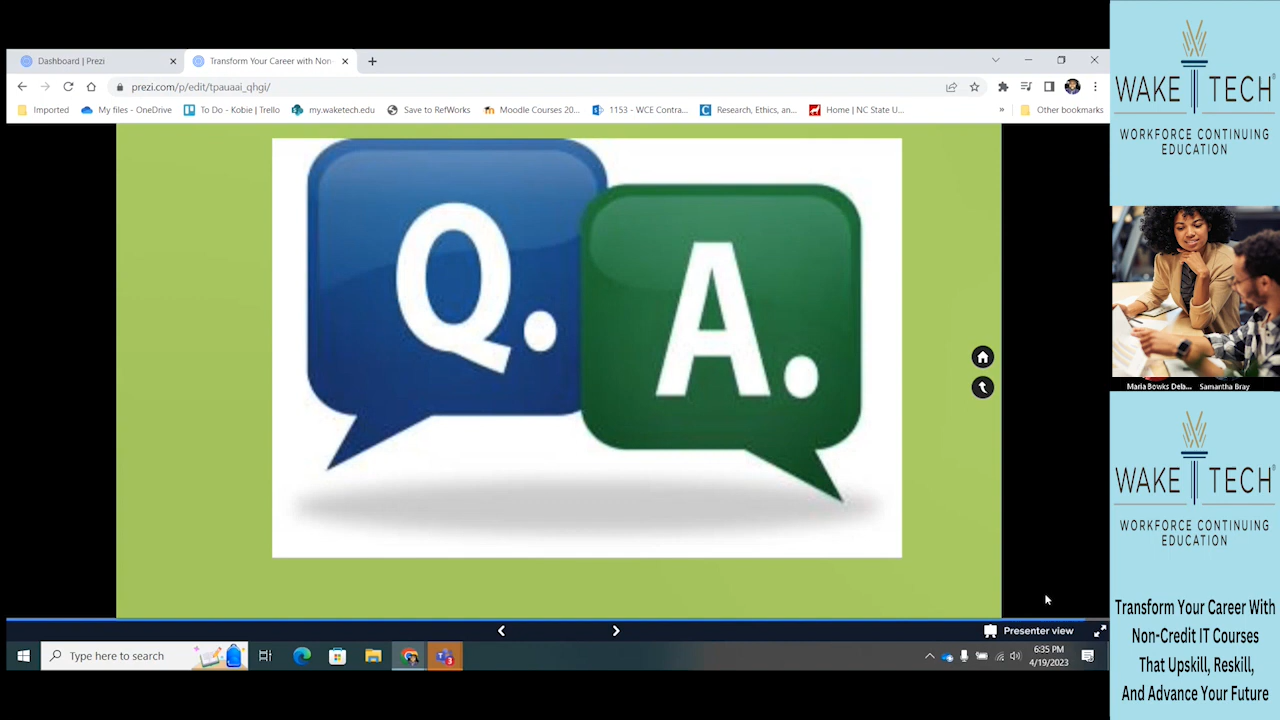 Dashboard | Prezi
Transform Your Career with Non-
prezi.com/p/edit/tpauaai_qhgi/
Imported
My files - OneDrive
To Do - Kobie | Trello
my.waketech.edu
Save to RefWorks
Moodle Courses 20...
1153 - WCE Contra...
Research, Ethics, an...
Home | NC State U...
»
Other bookmarks
Q.
A.
Presenter view
Type here to search
3
6:35 PM
4/19/2023
WAKE TECH®
WORKFORCE CONTINUING
EDUCATION
Maria Bowks Dela...
Samantha Bray
WAKE TECH®
WORKFORCE CONTINUING
EDUCATION
Transform Your Career With
Non-Credit IT Courses
That Upskill, Reskill,
And Advance Your Future